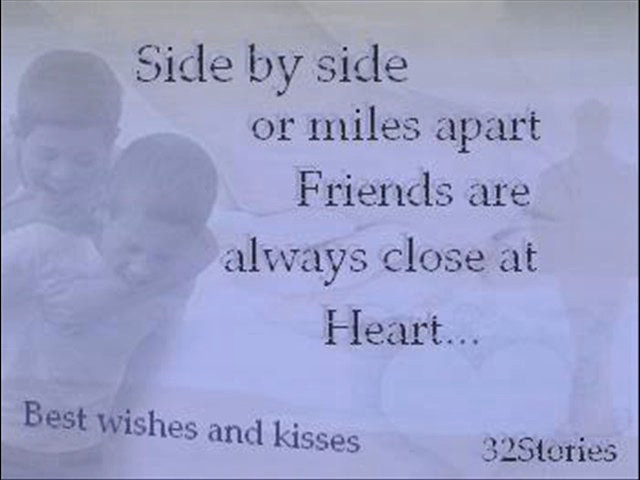 Side by side
or miles apart
Friends are
always close at
Heart...
Best wishes and kisses
32Stories